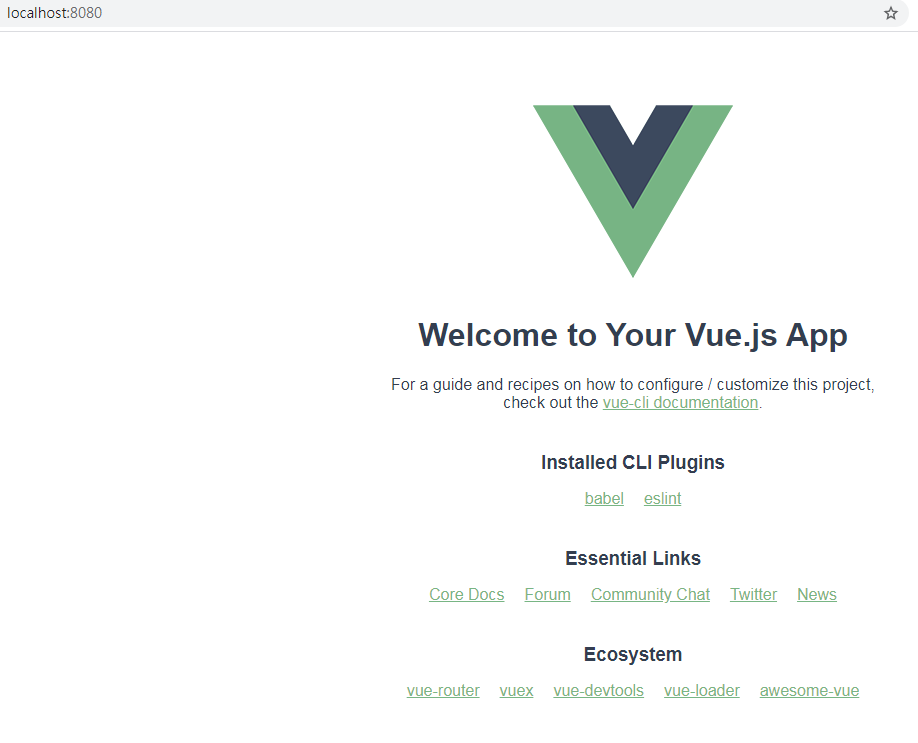 localhost:8080
Welcome to Your Vue.js App
For a guide and recipes on how to configure / customize this project,
check out the vue-cli documentation.
Installed CLI Plugins
babel eslint
Essential Links
Core Docs Forum Community Chat Twitter News
Ecosystem
vue-router vuex vue-devtools vue-loader awesome-vue